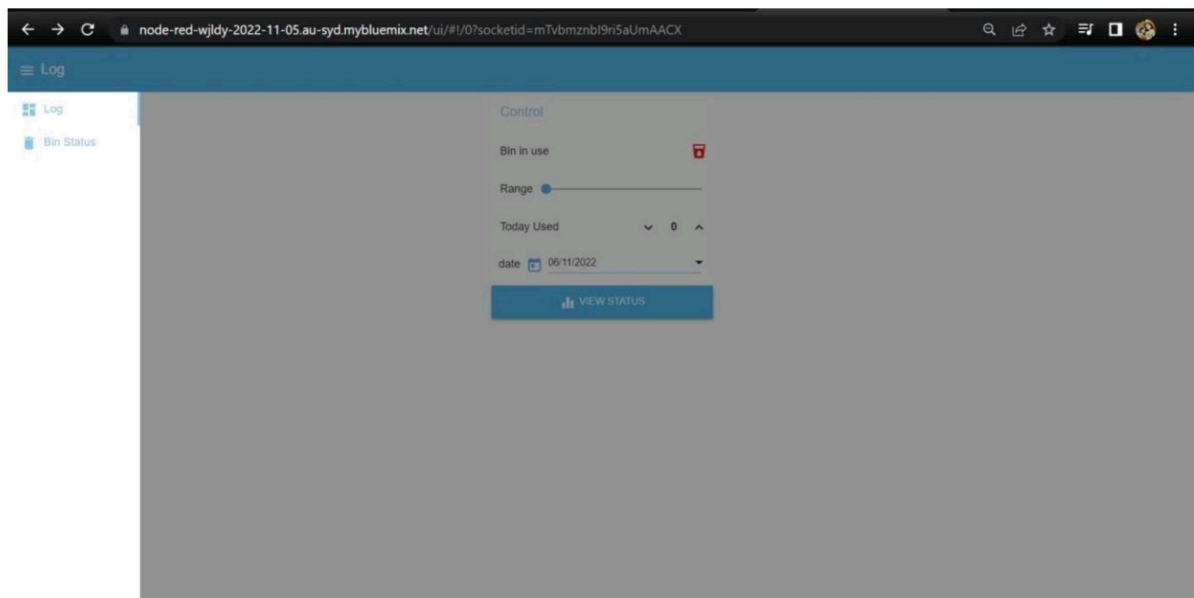 node-red-wjldy-2022-11-05.au-syd.mybluemix.net/ui/#!/0?socketid=mTvbmznbI9ri5aUmAACX
Log
Log
Bin Status
Control
Bin in use
Range
Today Used 0
date 06/11/2022
VIEW STATUS